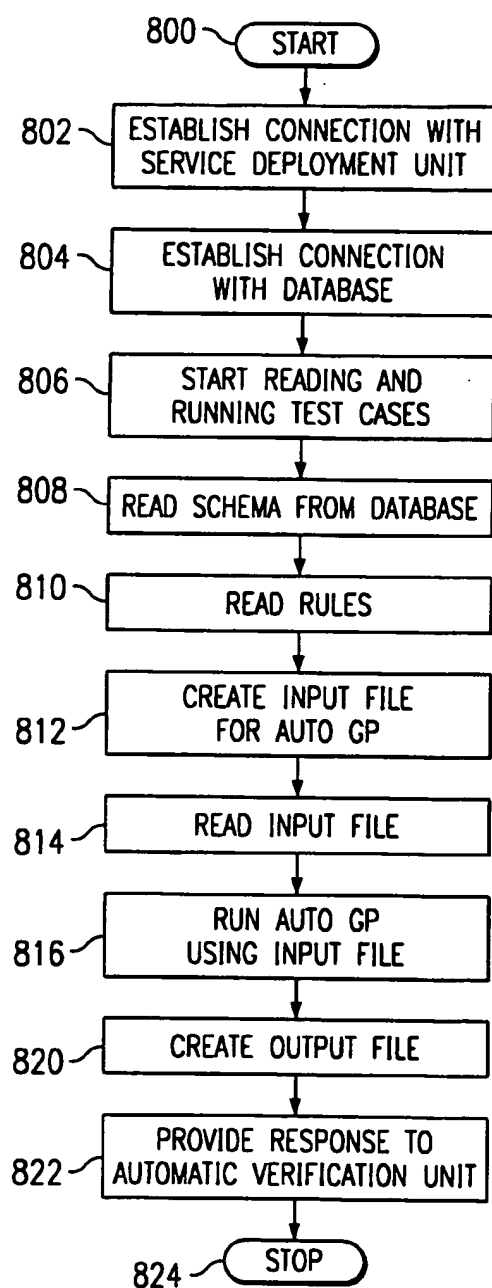 800
START
802
ESTABLISH CONNECTION WITH
SERVICE DEPLOYMENT UNIT
804
ESTABLISH CONNECTION
WITH DATABASE
806
START READING AND
RUNNING TEST CASES
808
READ SCHEMA FROM DATABASE
810
READ RULES
812
CREATE INPUT FILE
FOR AUTO GP
814
READ INPUT FILE
816
RUN AUTO GP
USING INPUT FILE
820
CREATE OUTPUT FILE
822
PROVIDE RESPONSE TO
AUTOMATIC VERIFICATION UNIT
824
STOP